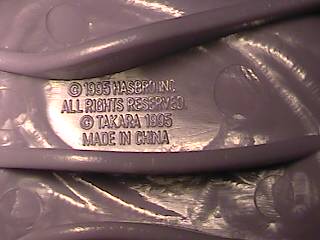 © 1995 HASBRO INC.
ALL RIGHTS RESERVED.
© TAKARA 1995
MADE IN CHINA